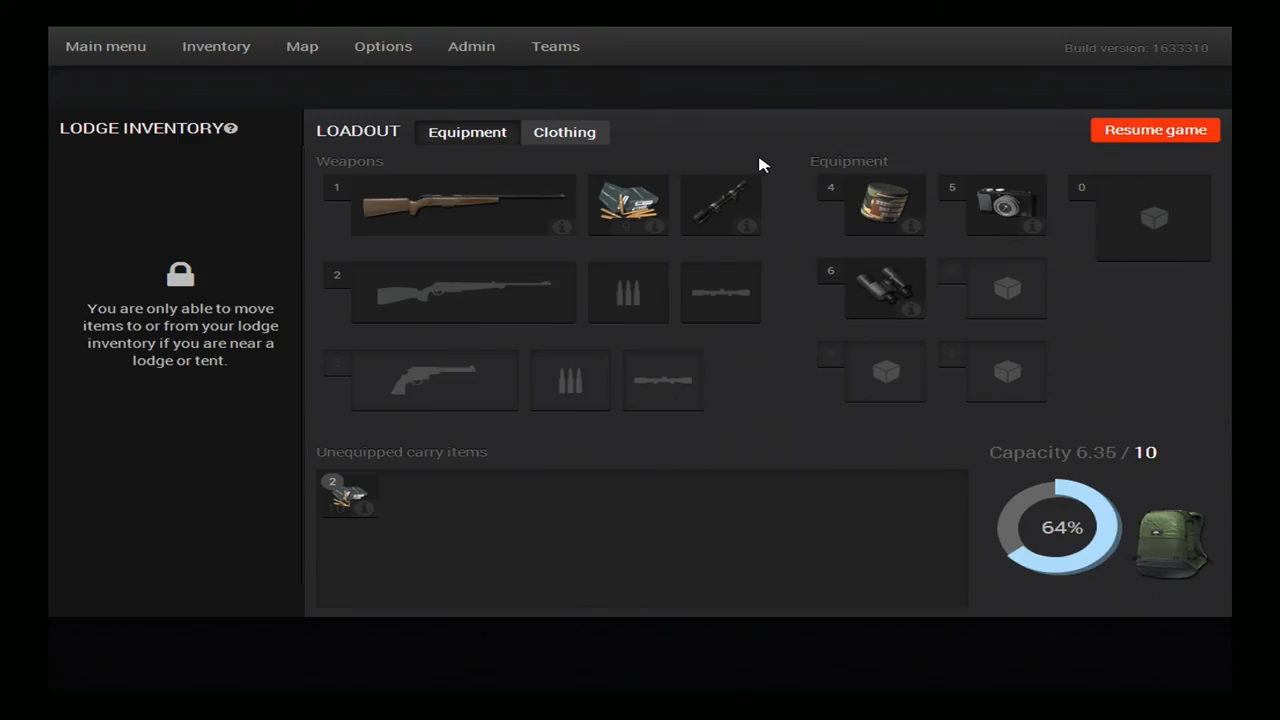 Main menu Inventory Map Options Admin Teams Build version: 1633310
LODGE INVENTORY
LOADOUT Equipment Clothing Resume game
Weapons Equipment
1 4 5 0
9
2 6
You are only able to move
items to or from your lodge
inventory if you are near a
lodge or tent.
Unequipped carry items Capacity 6.35 / 10
2
64%